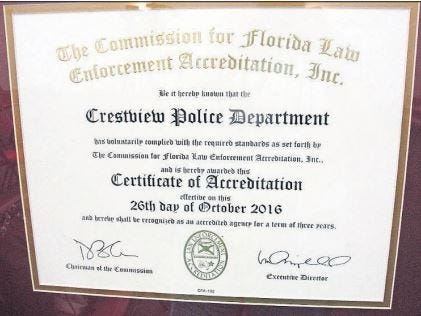 The Commission for Florida Law
Enforcement Accreditation, Inc.
Be it hereby known that the
Crestview Police Department
has voluntarily complied with the required standards as set forth by
The Commission for Florida Law Enforcement Accreditation, Inc.,
and is hereby awarded this
Certificate of Accreditation
effective on this
26th day of October 2016
and hereby shall be recognized as an accredited agency for a term of three years.
Chairman of the Commission
Executive Director